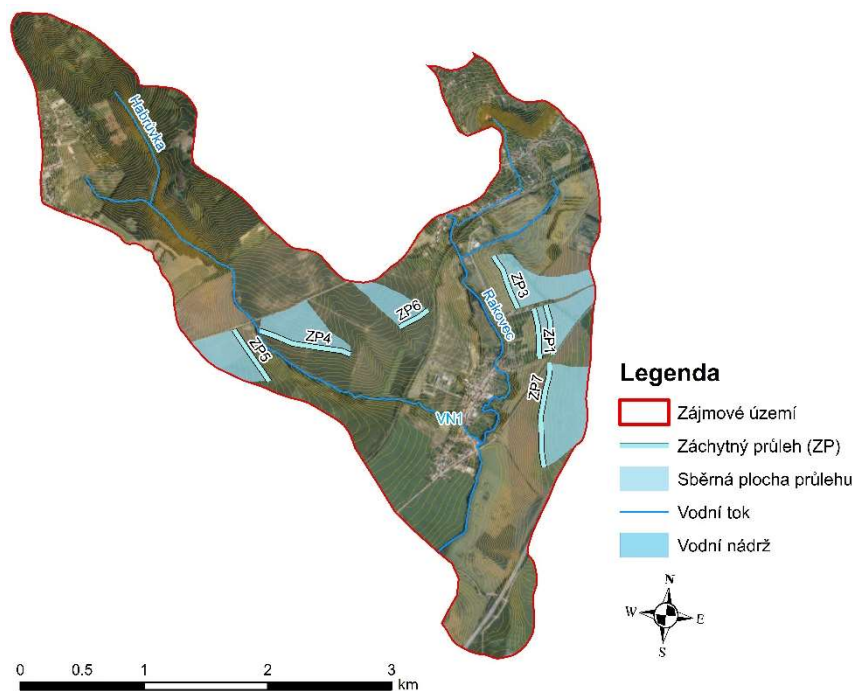 Habrůvka
Rakovec
ZP3
ZP6
ZP1
ZP4
ZP5
ZP7
VN1
Legenda
Zájmové území
Záchytný průleh (ZP)
Sběrná plocha průlehu
Vodní tok
Vodní nádrž
N
W E
S
0 0.5 1 2 3
km